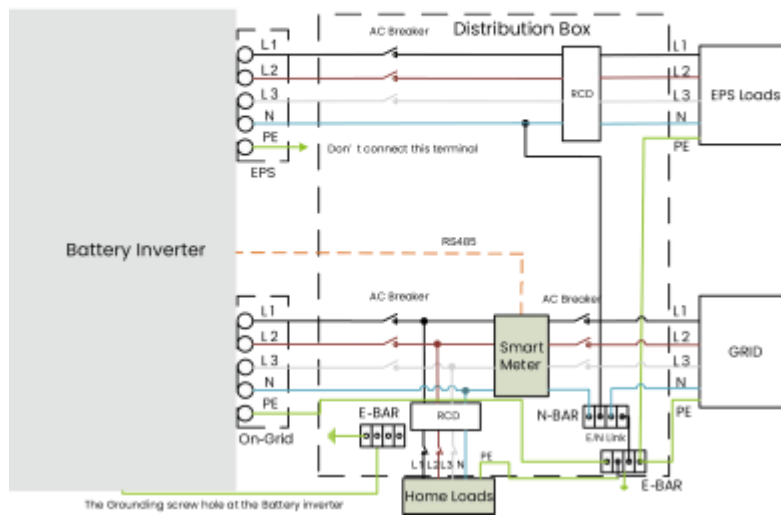 Distribution Box
AC Breaker
L1
L2
L3
N
PE
EPS
Don't connect this terminal
RCD
L1
L2
L3
N
PE
EPS Loads
Battery Inverter
RS485
AC Breaker
AC Breaker
L1
L2
L3
N
PE
On-Grid
Smart
Meter
L1
L2
L3
N
PE
GRID
E-BAR
RCD
N-BAR
E/N Link
L1 L2 L3 N
PE
E-BAR
Home Loads
The Grounding screw hole at the Battery inverter